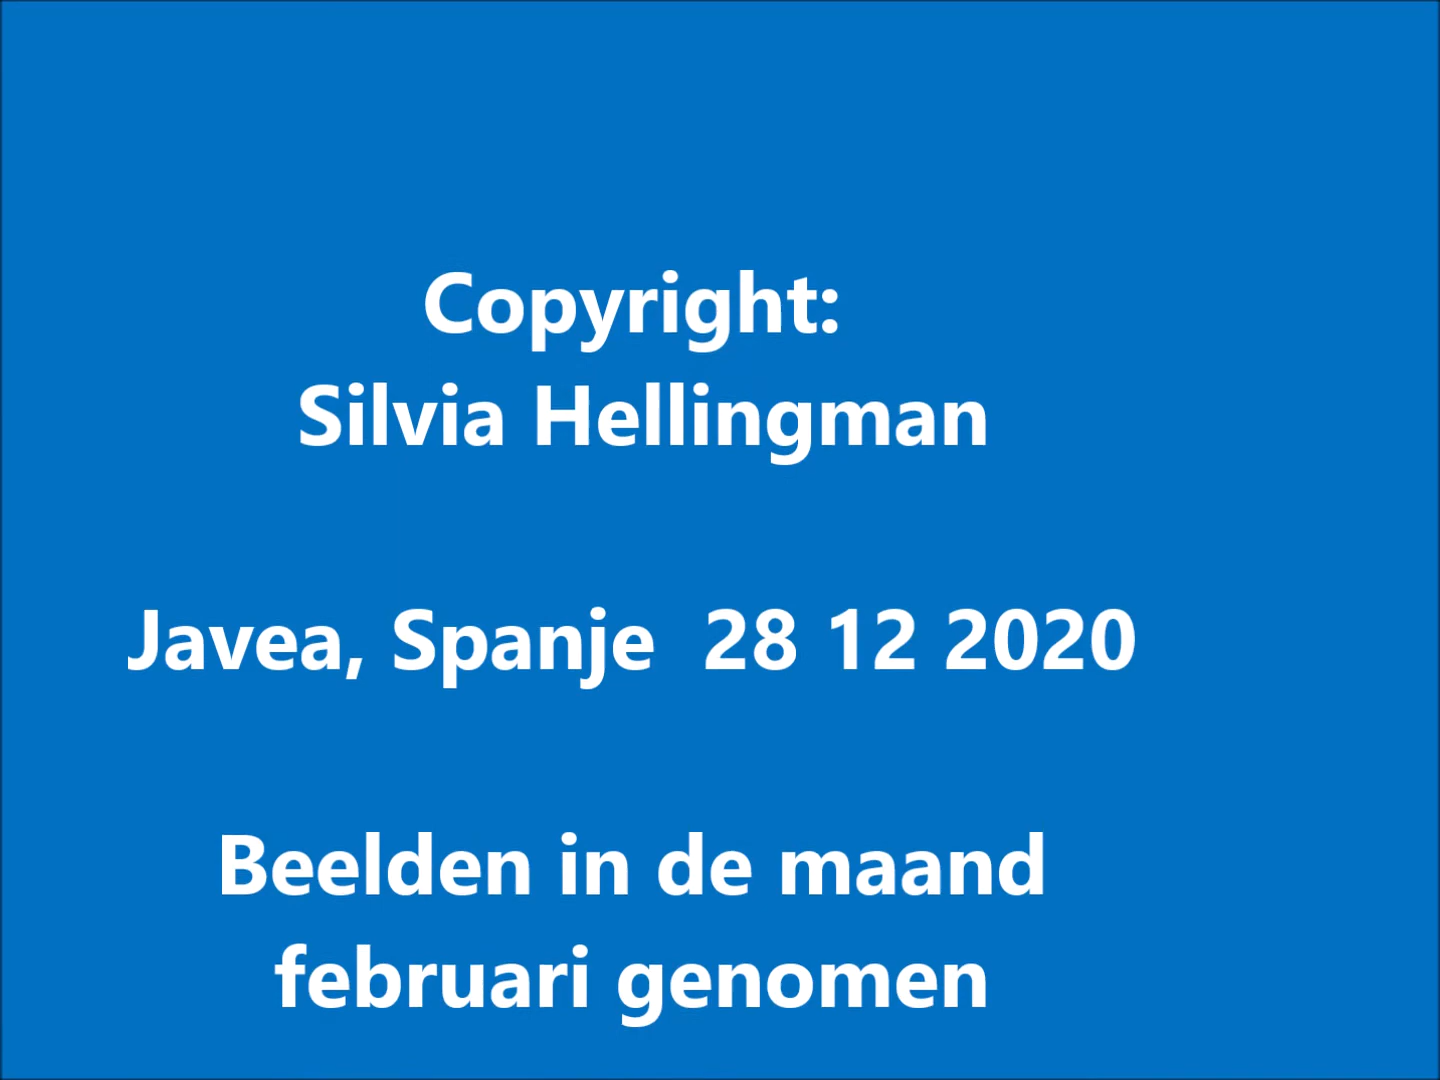 Copyright:
Silvia Hellingman
Javea, Spanje  28 12 2020
Beelden in de maand
februari genomen